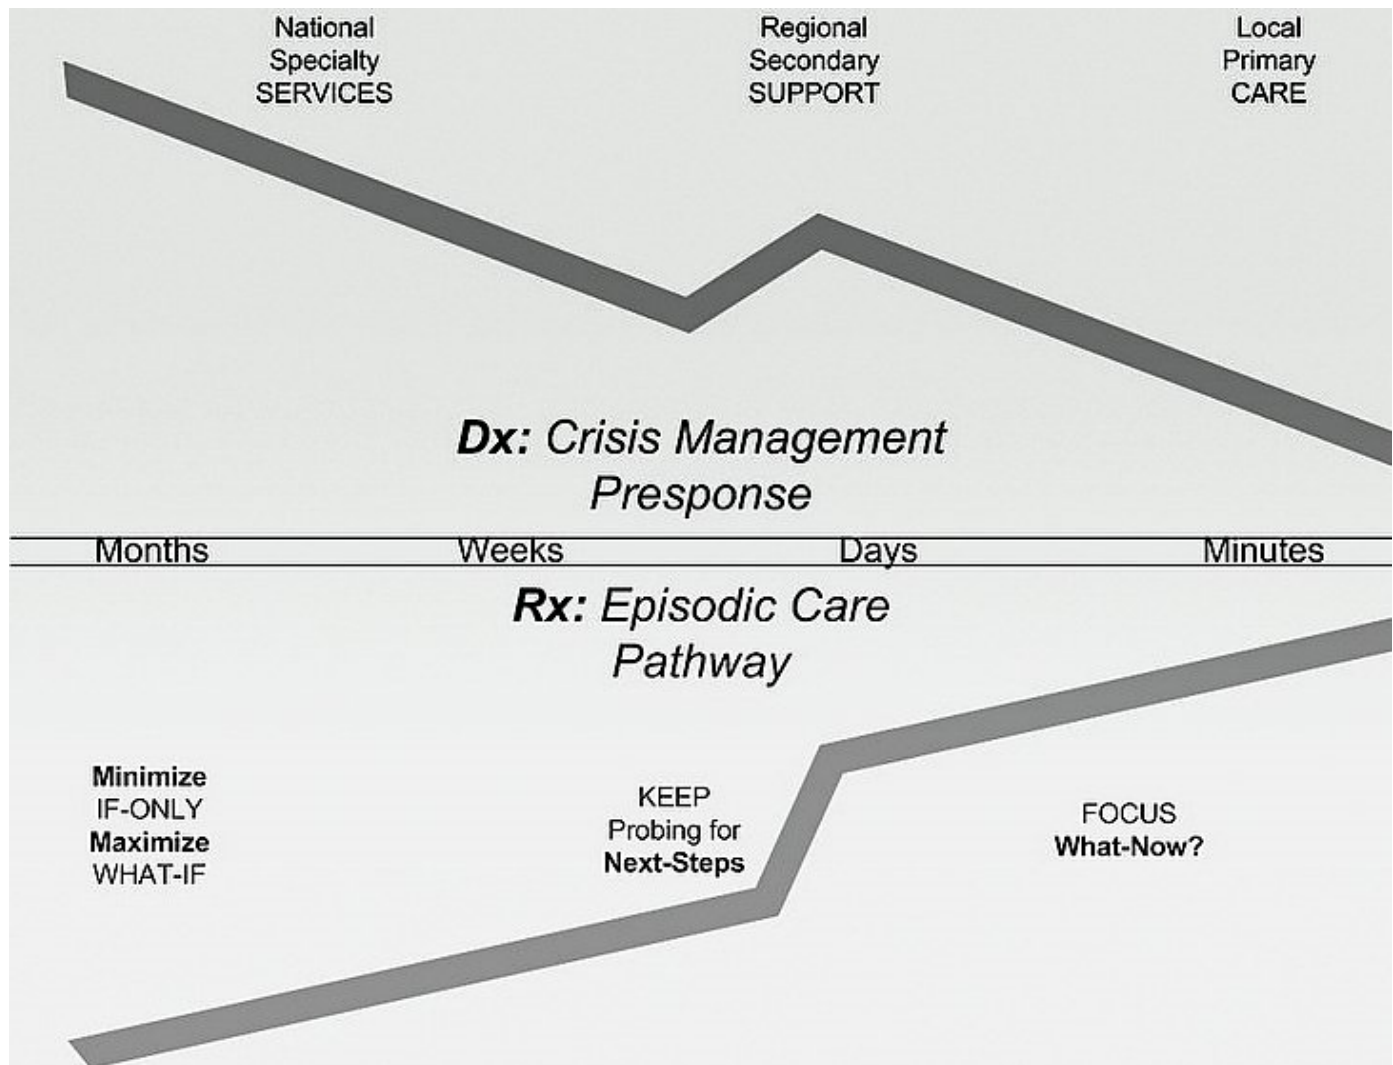 National
Specialty
SERVICES
Regional
Secondary
SUPPORT
Local
Primary
CARE
Dx: Crisis Management
Presponse
Months Weeks Days Minutes
Rx: Episodic Care
Pathway
Minimize
IF-ONLY
Maximize
WHAT-IF
KEEP
Probing for
Next-Steps
FOCUS
What-Now?